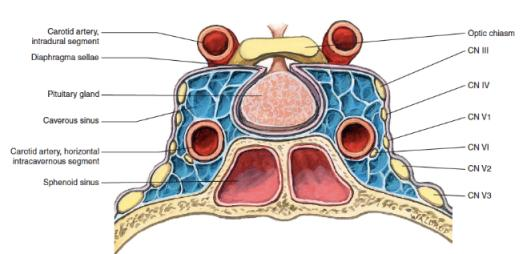 Carotid artery,
intradural segment
Diaphragma sellae
Pituitary gland
Caverous sinus
Carotid artery, horizontal
intracavernous segment
Sphenoid sinus
Optic chiasm
CN III
CN IV
CN V1
CN VI
CN V2
CN V3